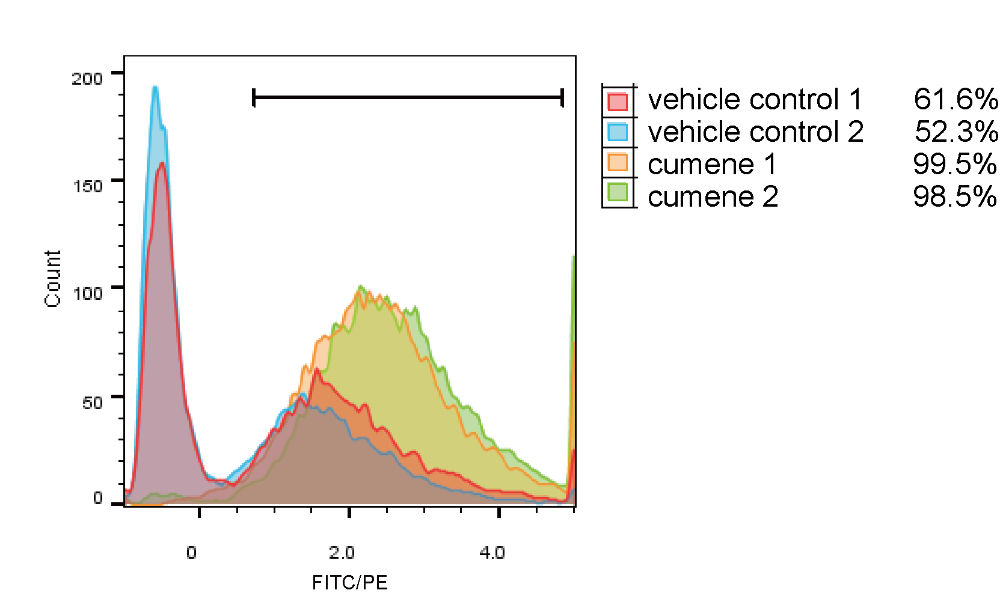 200
150
100
50
0
Count
0 2.0 4.0
FITC/PE
vehicle control 1 61.6%
vehicle control 2 52.3%
cumene 1 99.5%
cumene 2 98.5%